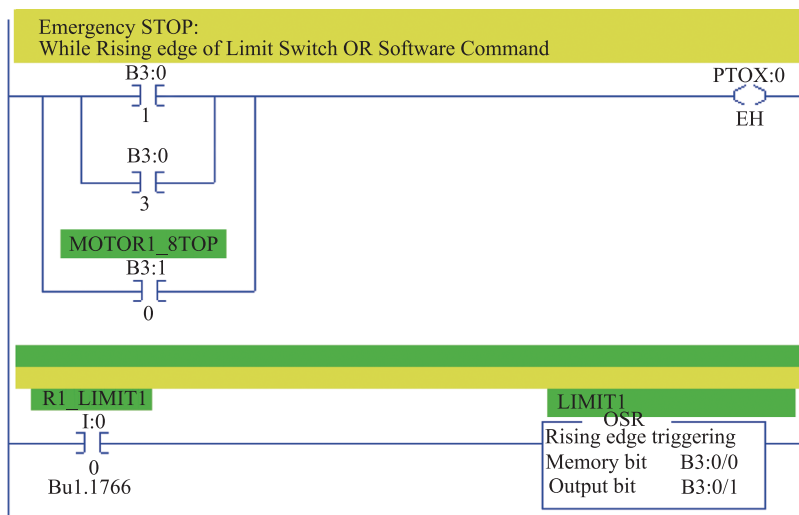 Emergency STOP:
While Rising edge of Limit Switch OR Software Command
B3:0
PTOX:0
1
EH
B3:0
3
MOTOR1_8TOP
B3:1
0
R1_LIMIT1
LIMIT1
I:0
OSR
Rising edge triggering
0
Memory bit B3:0/0
Bu1.1766
Output bit B3:0/1